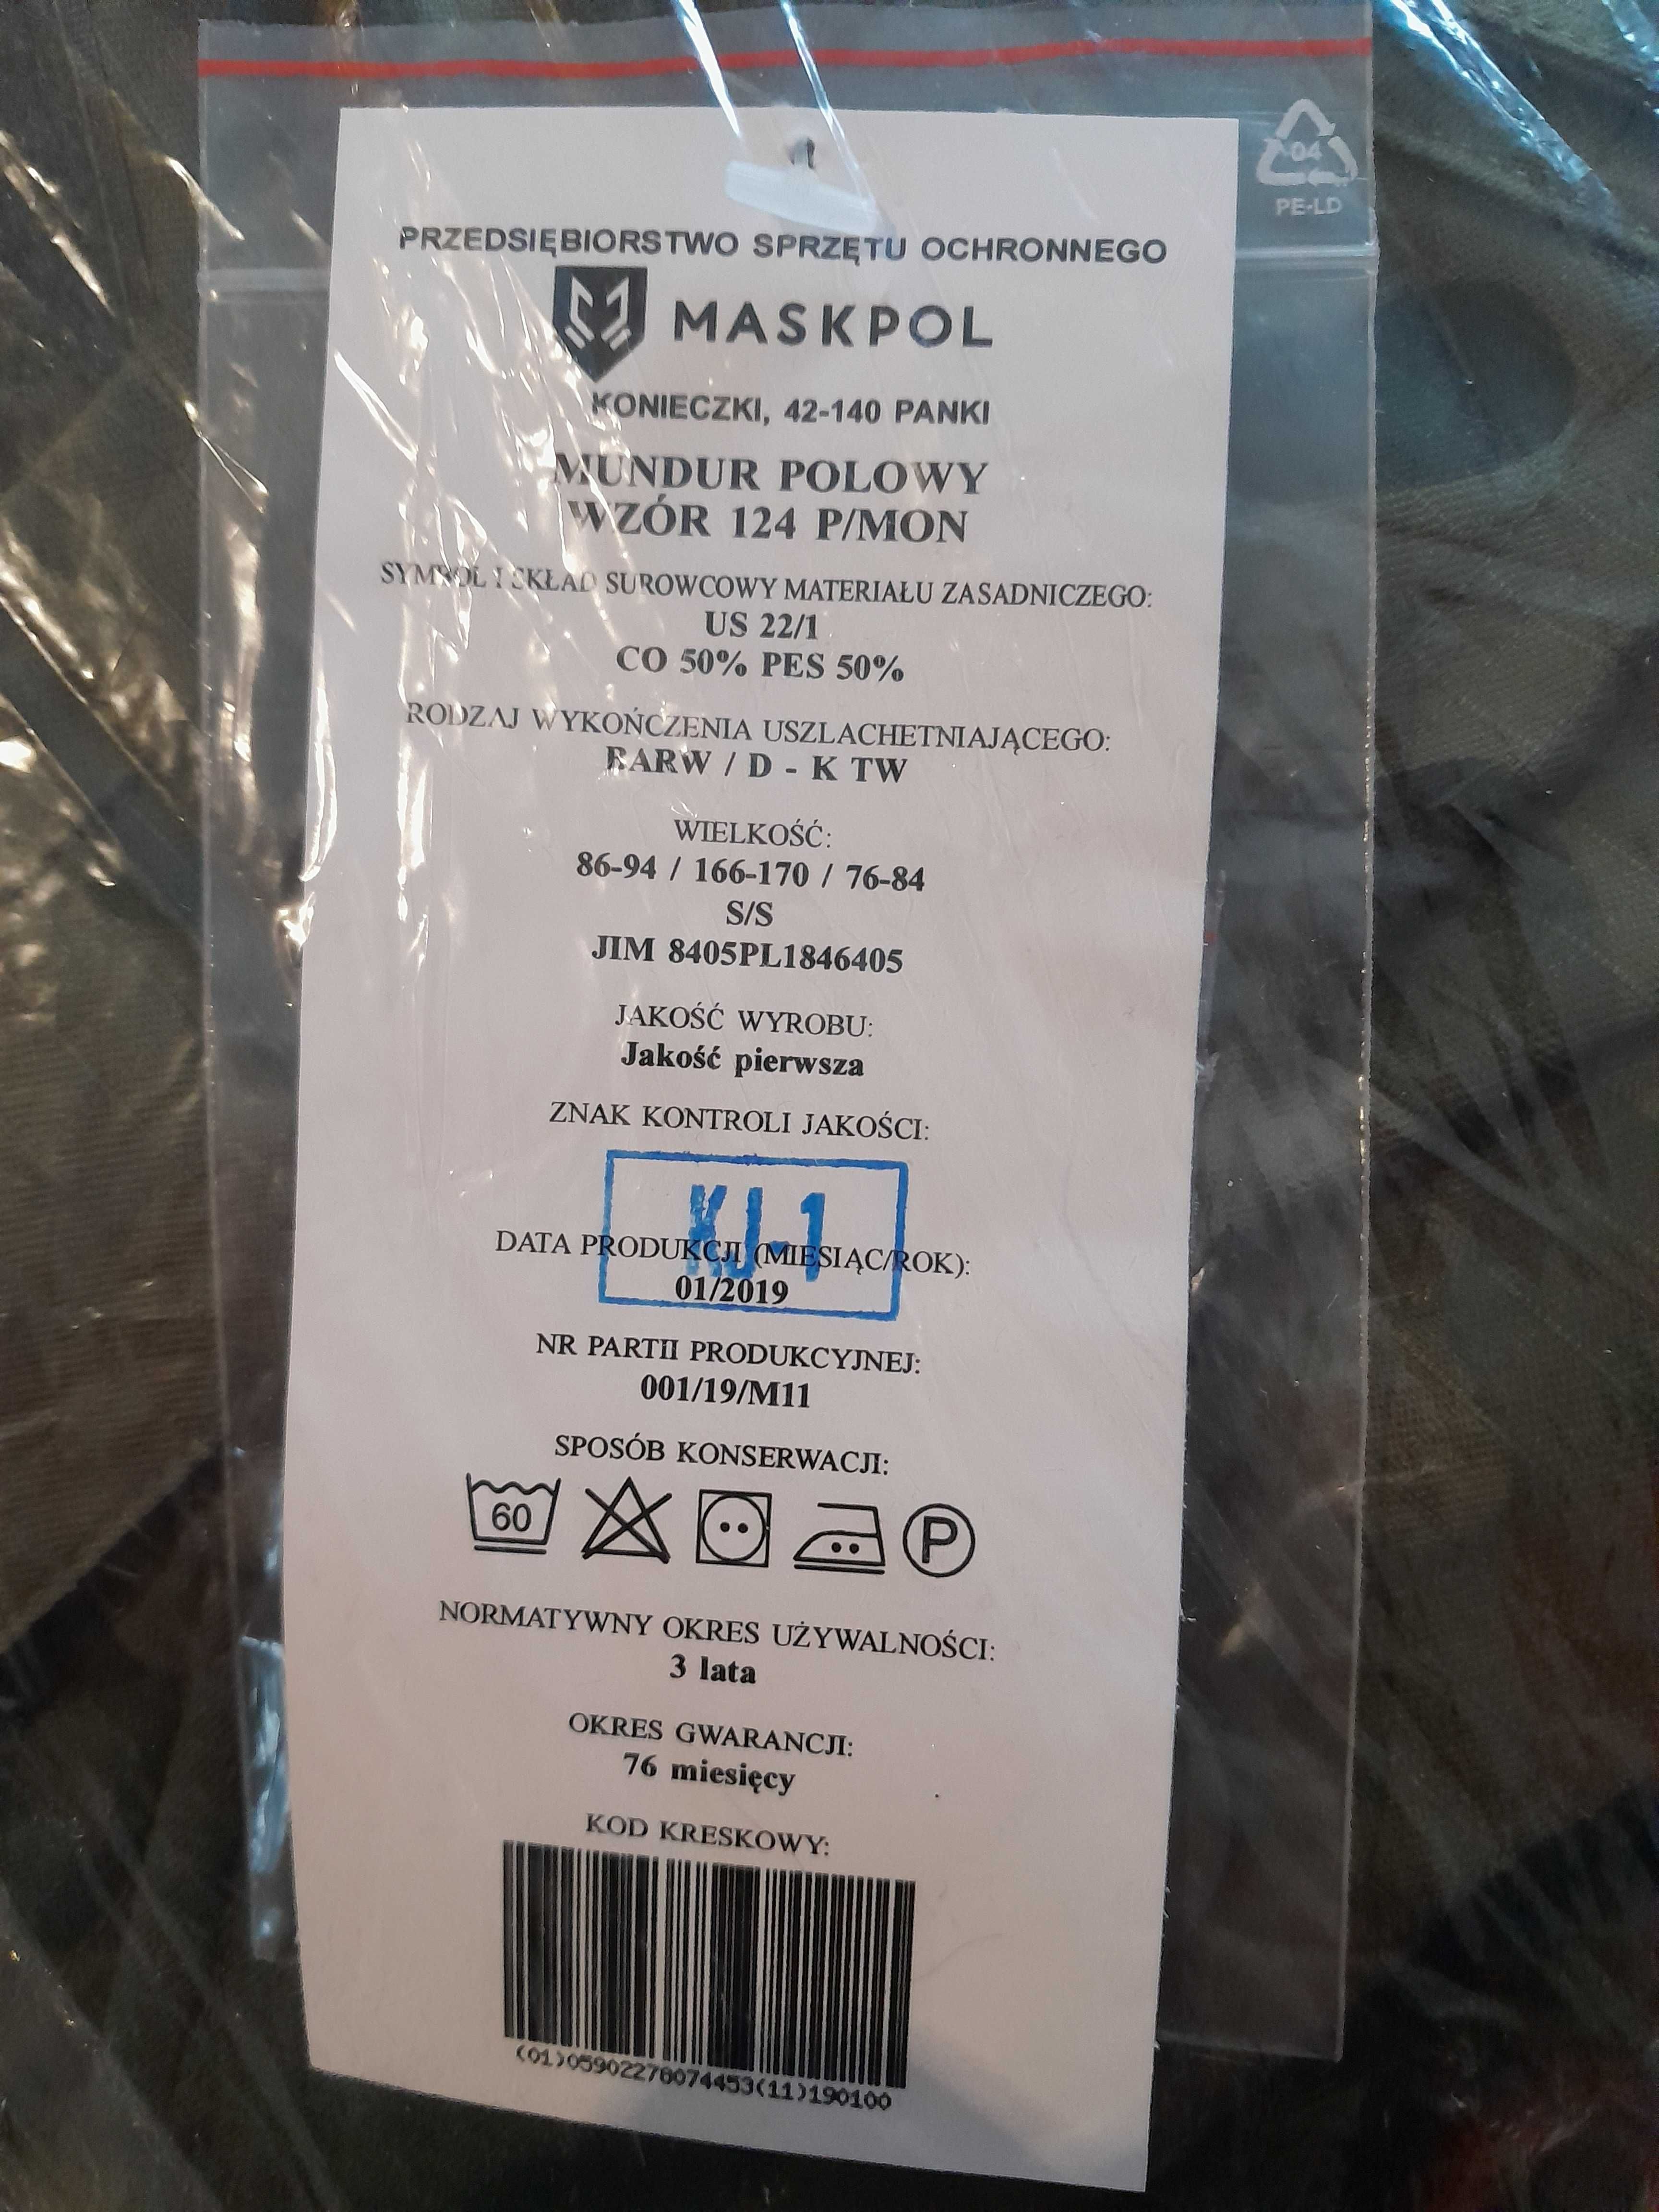 04
PE-LD
PRZEDSIĘBIORSTWO SPRZĘTU OCHRONNEGO
MASKPOL
KONIECZKI, 42-140 PANKI
MUNDUR POLOWY
WZÓR 124 P/MON
SYMBOL I SKŁAD SUROWCOWY MATERIAŁU ZASADNICZEGO:
US 22/1
CO 50% PES 50%
RODZAJ WYKOŃCZENIA USZLACHETNIAJĄCEGO:
BARW / D - K TW
WIELKOŚĆ:
86-94 / 166-170 / 76-84
S/S
JIM 8405PL1846405
JAKOŚĆ WYROBU:
Jakość pierwsza
ZNAK KONTROLI JAKOŚCI:
KJ-1
DATA PRODUKCJI (MIESIĄC/ROK):
01/2019
NR PARTII PRODUKCYJNEJ:
001/19/M11
SPOSÓB KONSERWACJI:
60
P
NORMATYWNY OKRES UŻYWALNOŚCI:
3 lata
OKRES GWARANCJI:
76 miesięcy
KOD KRESKOWY:
(01)05902278074453(11)190100